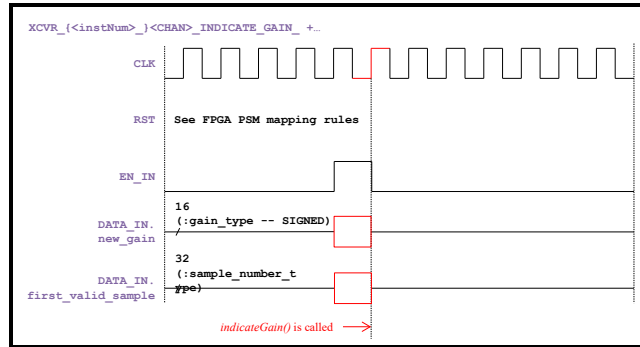 XCVR_{<instNum>_}<CHAN>_INDICATE_GAIN_ +…
CLK
RST See FPGA PSM mapping rules
EN_IN
16
(:gain_type -- SIGNED)
DATA_IN.
new_gain
32
(:sample_number_t
ype)
DATA_IN.
first_valid_sample
indicateGain() is called